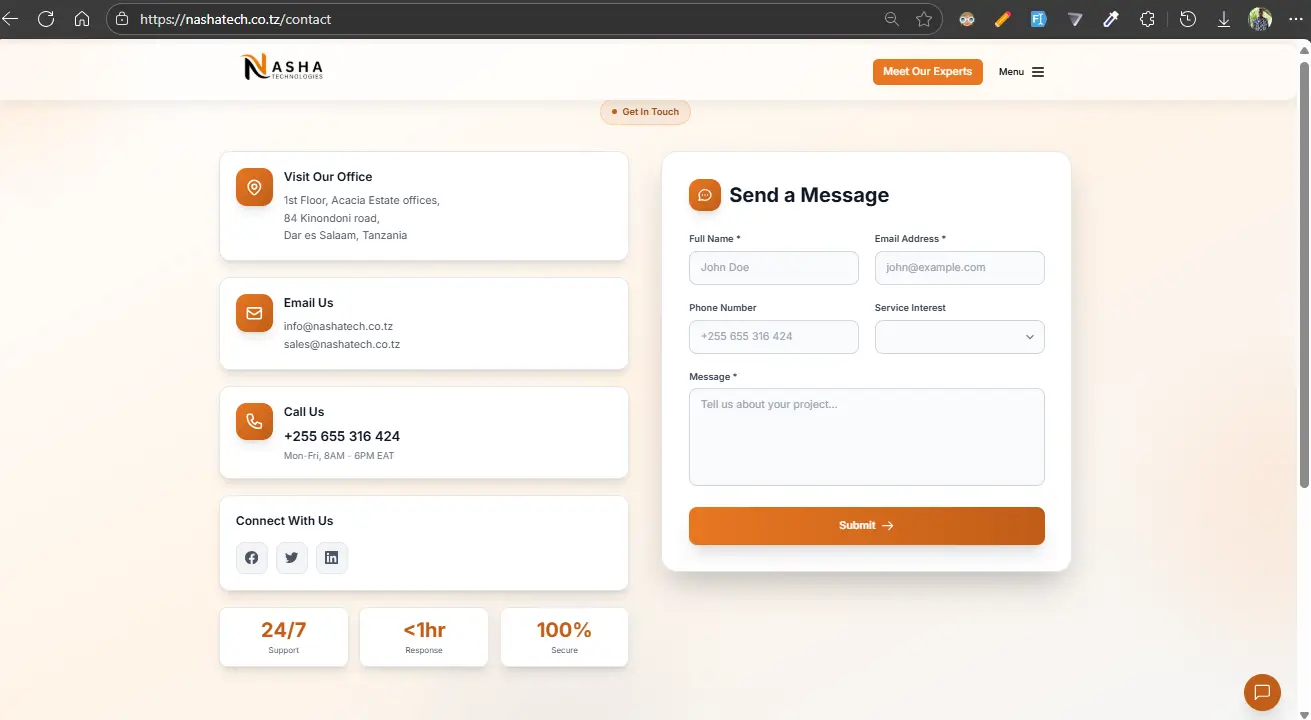 https://nashatech.co.tz/contact
NASHA
TECHNOLOGIES
Meet Our Experts
Menu
Get In Touch
Visit Our Office
1st Floor, Acacia Estate offices,
84 Kinondoni road,
Dar es Salaam, Tanzania
Email Us
info@nashatech.co.tz
sales@nashatech.co.tz
Call Us
+255 655 316 424
Mon-Fri, 8AM - 6PM EAT
Connect With Us
24/7
Support
<1hr
Response
100%
Secure
Send a Message
Full Name *
John Doe
Email Address *
john@example.com
Phone Number
+255 655 316 424
Service Interest
Message *
Tell us about your project...
Submit